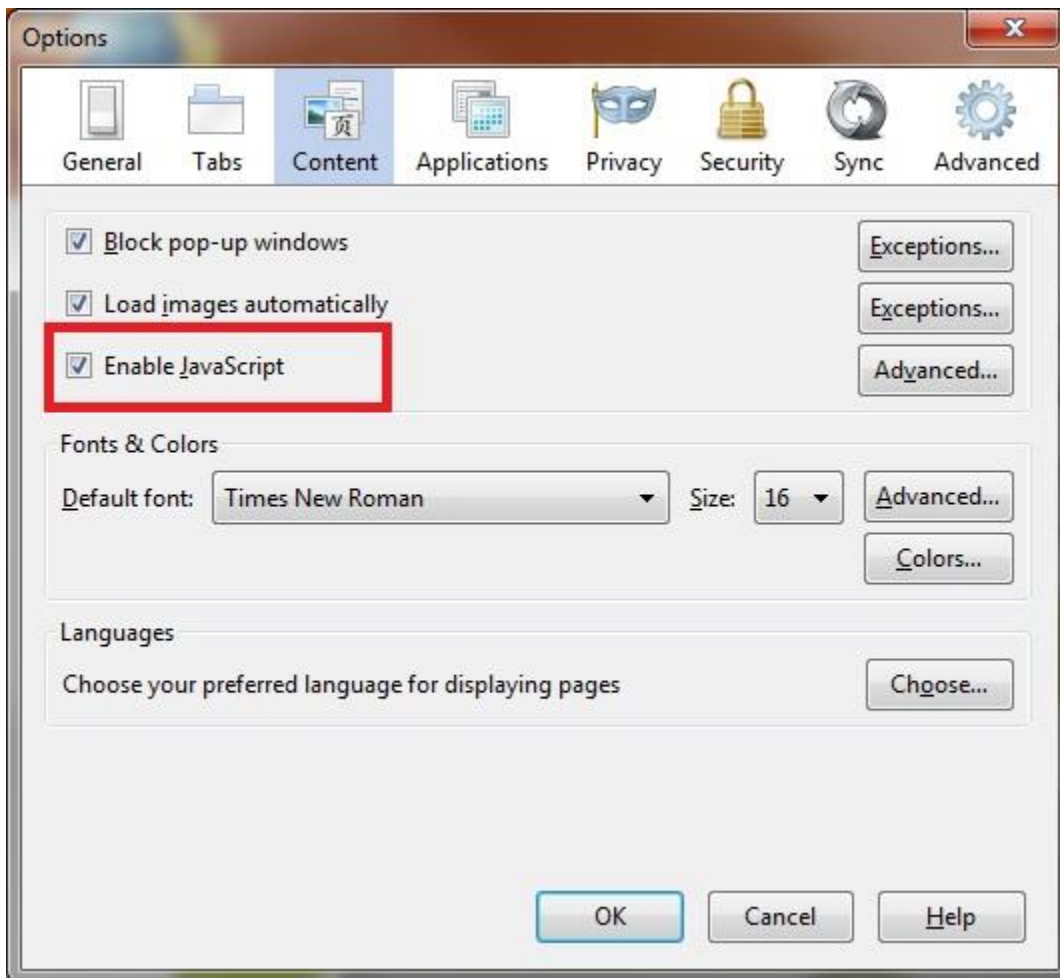 Options
x
页
General Tabs Content Applications Privacy Security Sync Advanced
Block pop-up windows Exceptions...
Load images automatically Exceptions...
Enable JavaScript Advanced...
Fonts & Colors
Default font: Times New Roman Size: 16 Advanced...
Colors...
Languages
Choose your preferred language for displaying pages Choose...
OK Cancel Help